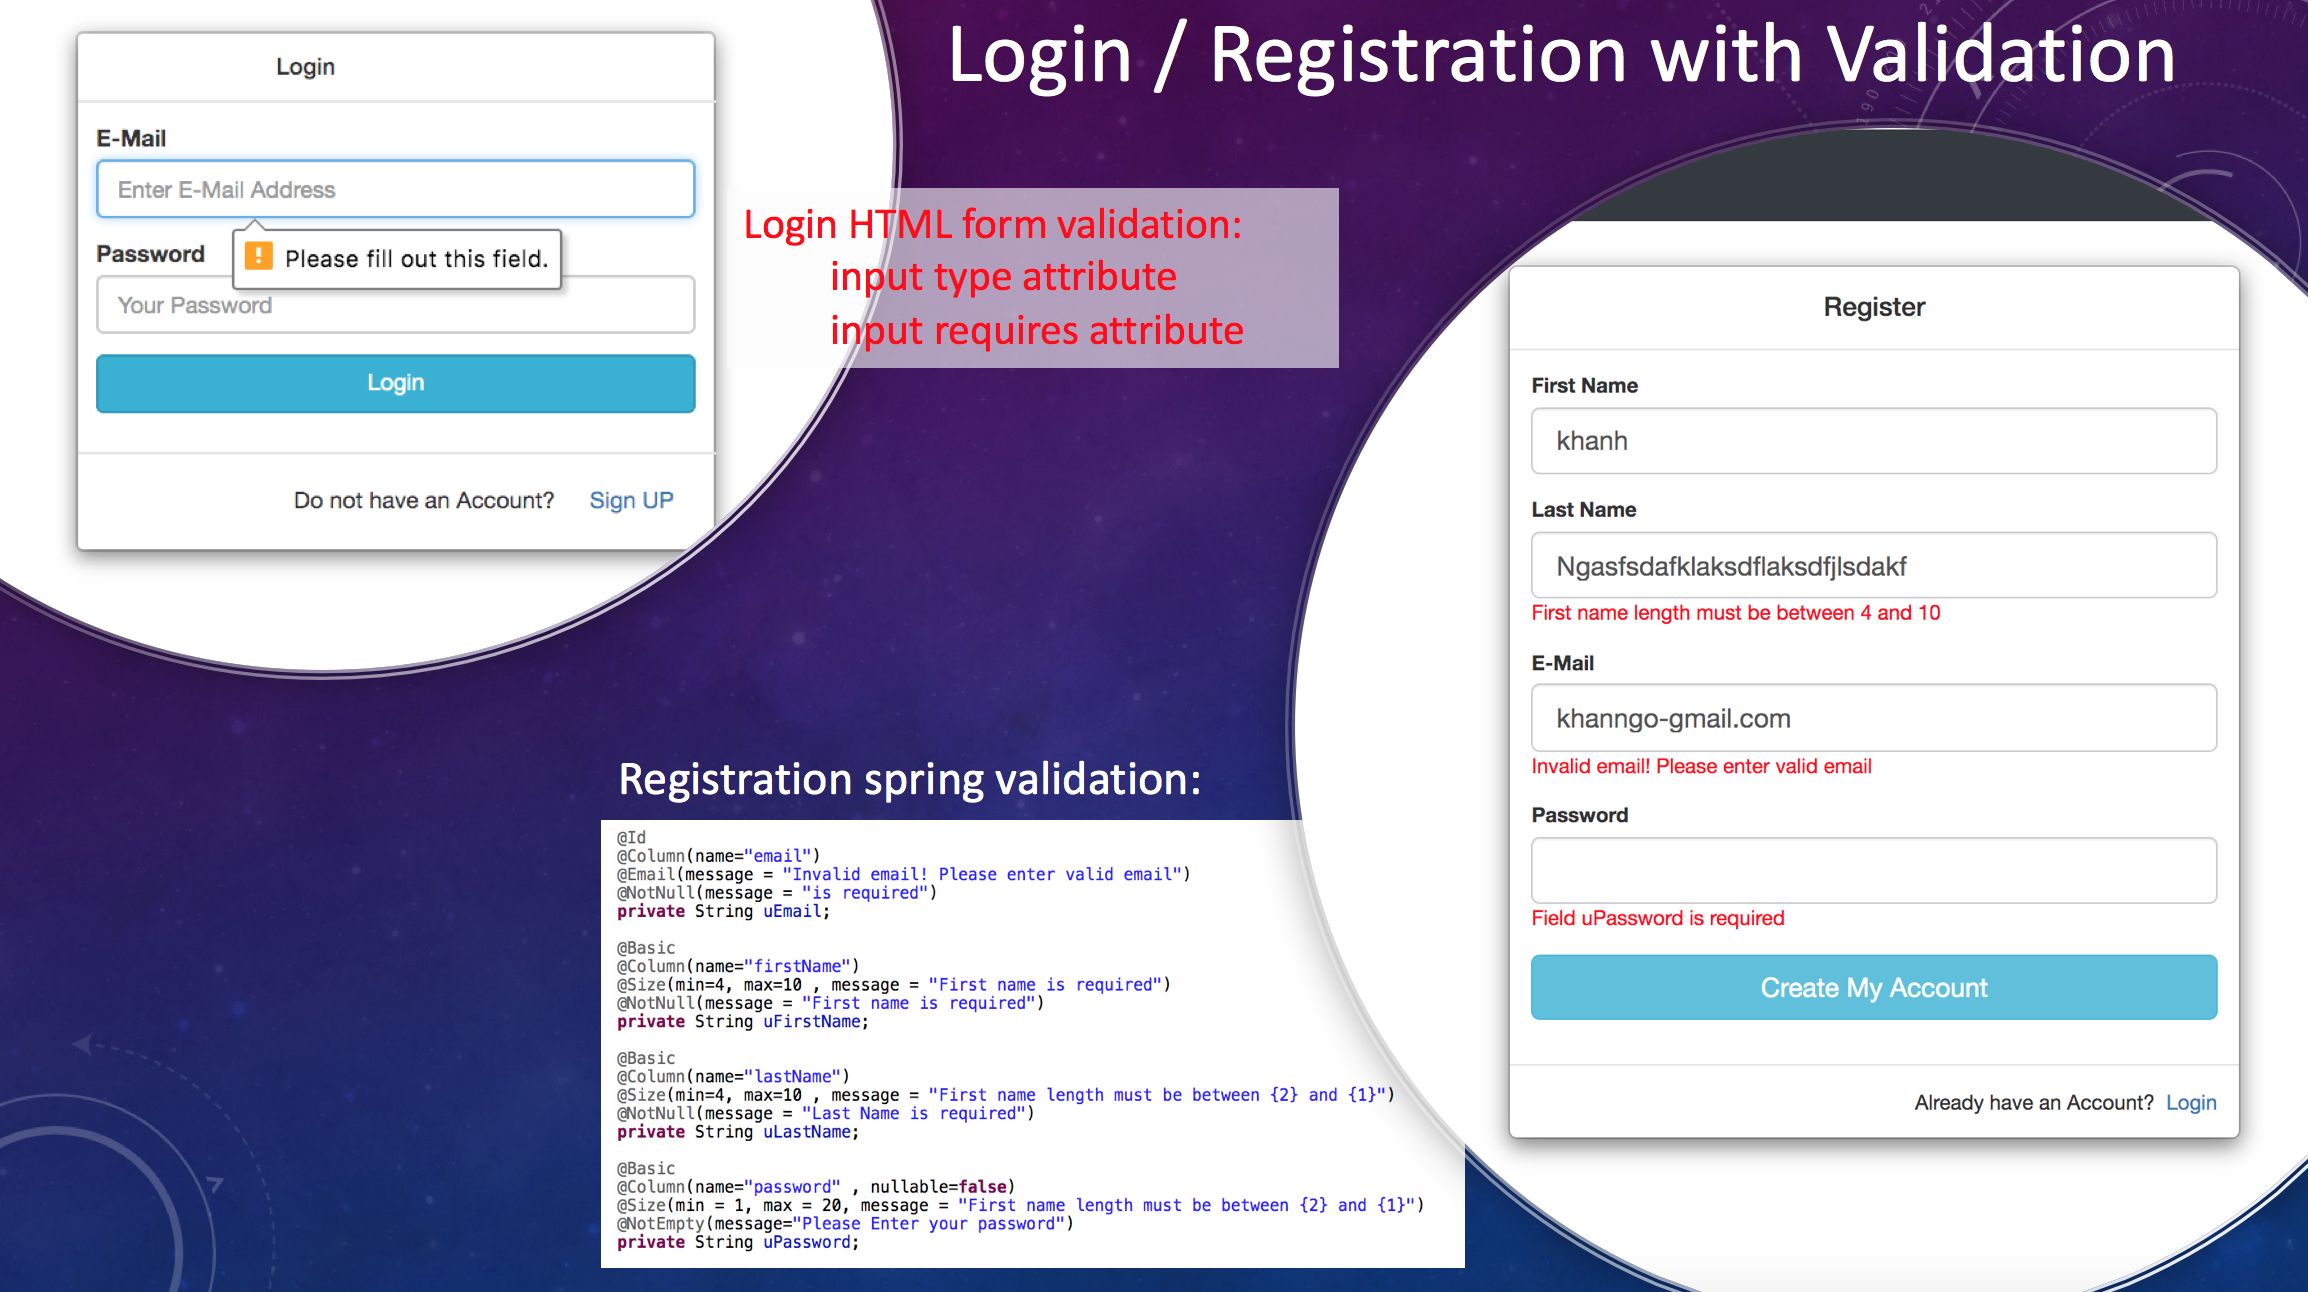 Login / Registration with Validation
Login
E-Mail
Enter E-Mail Address
! Please fill out this field.
Password
Your Password
Login
Do not have an Account? Sign UP
Login HTML form validation:
input type attribute
input requires attribute
Register
First Name
khanh
Last Name
Ngasfsdafklaksdflaksdfjlsdakf
First name length must be between 4 and 10
E-Mail
khanngo-gmail.com
Invalid email! Please enter valid email
Password
Field uPassword is required
Create My Account
Already have an Account? Login
Registration spring validation:
@Id
@Column(name="email")
@Email(message = "Invalid email! Please enter valid email")
@NotNull(message = "is required")
private String uEmail;
@Basic
@Column(name="firstName")
@Size(min=4, max=10 , message = "First name is required")
@NotNull(message = "First name is required")
private String uFirstName;
@Basic
@Column(name="lastName")
@Size(min=4, max=10 , message = "First name length must be between {2} and {1}")
@NotNull(message = "Last Name is required")
private String uLastName;
@Basic
@Column(name="password" , nullable=false)
@Size(min = 1, max = 20, message = "First name length must be between {2} and {1}")
@NotEmpty(message="Please Enter your password")
private String uPassword;
190